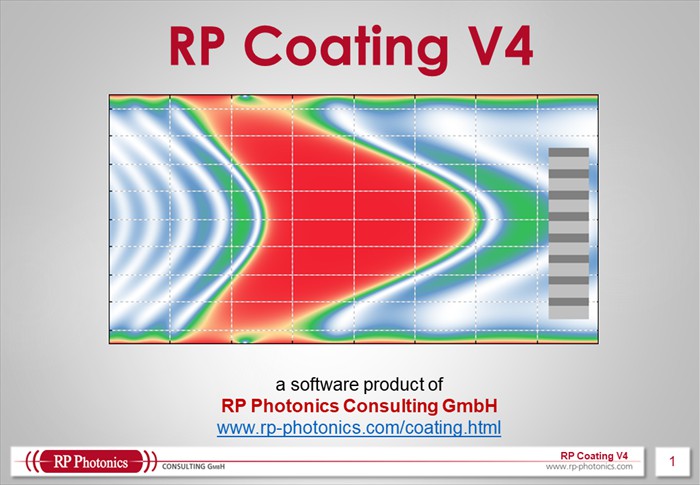 RP Coating V4
a software product of
RP Photonics Consulting GmbH
www.rp-photonics.com/coating.html
RP Photonics
CONSULTING GMBH
RP Coating V4
www.rp-photonics.com
1